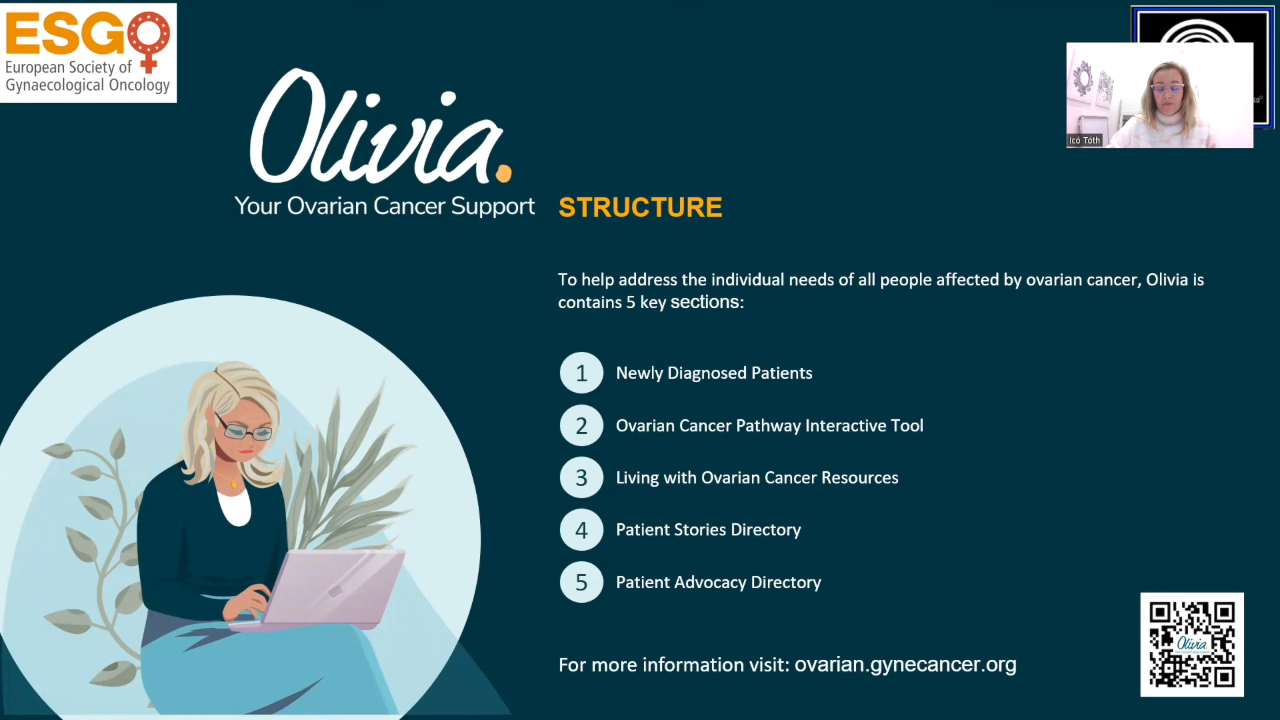 ESGO
European Society of
Gynaecological Oncology
Icó Tóth
Olivia.
Your Ovarian Cancer Support
STRUCTURE
To help address the individual needs of all people affected by ovarian cancer, Olivia is
contains 5 key sections:
1 Newly Diagnosed Patients
2 Ovarian Cancer Pathway Interactive Tool
3 Living with Ovarian Cancer Resources
4 Patient Stories Directory
5 Patient Advocacy Directory
Olivia
For more information visit: ovarian.gynecancer.org